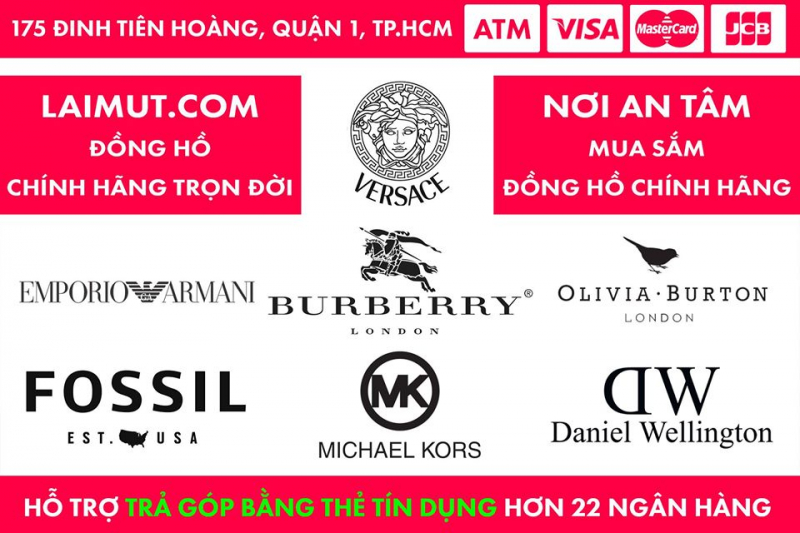 175 ĐINH TIÊN HOÀNG, QUẬN 1, TP.HCM ATM VISA MasterCard JCB
LAIMUT.COM
ĐỒNG HỒ
CHÍNH HÃNG TRỌN ĐỜI
VERSACE
NƠI AN TÂM
MUA SẮM
ĐỒNG HỒ CHÍNH HÃNG
EMPORIO ARMANI
BURBERRY®
LONDON
OLIVIA·BURTON
LONDON
FOSSIL
EST. USA
MK
MICHAEL KORS
DW
Daniel Wellington
HỖ TRỢ TRẢ GÓP BẰNG THẺ TÍN DỤNG HƠN 22 NGÂN HÀNG